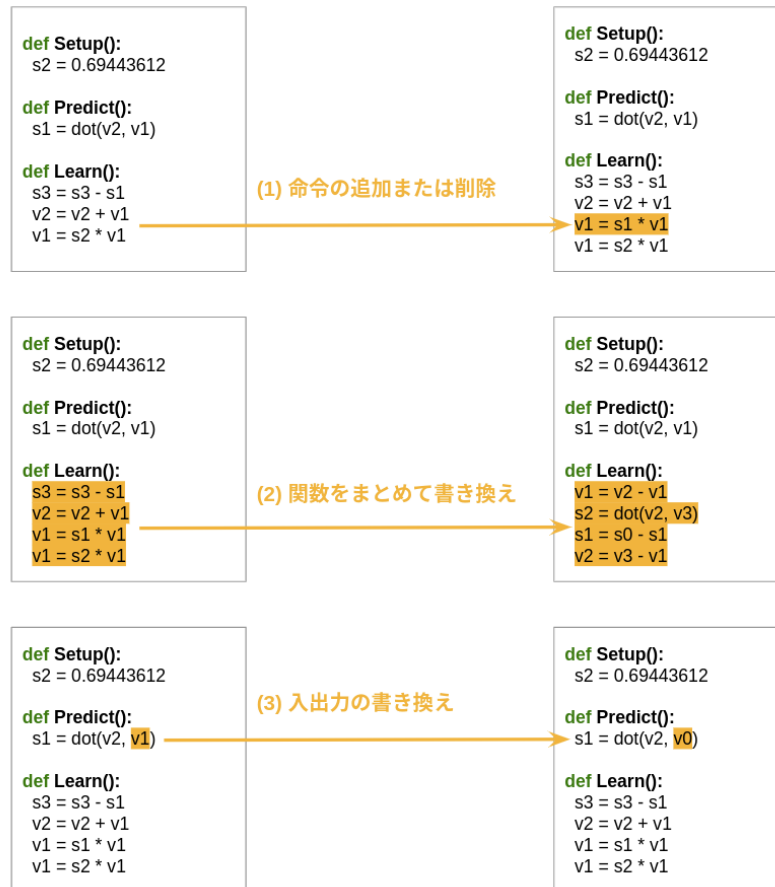 def Setup():
s2 = 0.69443612
def Predict():
s1 = dot(v2, v1)
def Learn():
s3 = s3 - s1
v2 = v2 + v1
v1 = s2 * v1
(1) 命令の追加または削除
def Setup():
s2 = 0.69443612
def Predict():
s1 = dot(v2, v1)
def Learn():
s3 = s3 - s1
v2 = v2 + v1
v1 = s1 * v1
v1 = s2 * v1
def Setup():
s2 = 0.69443612
def Predict():
s1 = dot(v2, v1)
def Learn():
s3 = s3 - s1
v2 = v2 + v1
v1 = s1 * v1
v1 = s2 * v1
(2) 関数をまとめて書き換え
def Setup():
s2 = 0.69443612
def Predict():
s1 = dot(v2, v1)
def Learn():
v1 = v2 - v1
s2 = dot(v2, v3)
s1 = s0 - s1
v2 = v3 - v1
def Setup():
s2 = 0.69443612
def Predict():
s1 = dot(v2, v1)
def Learn():
s3 = s3 - s1
v2 = v2 + v1
v1 = s1 * v1
v1 = s2 * v1
(3) 入出力の書き換え
def Setup():
s2 = 0.69443612
def Predict():
s1 = dot(v2, v0)
def Learn():
s3 = s3 - s1
v2 = v2 + v1
v1 = s1 * v1
v1 = s2 * v1